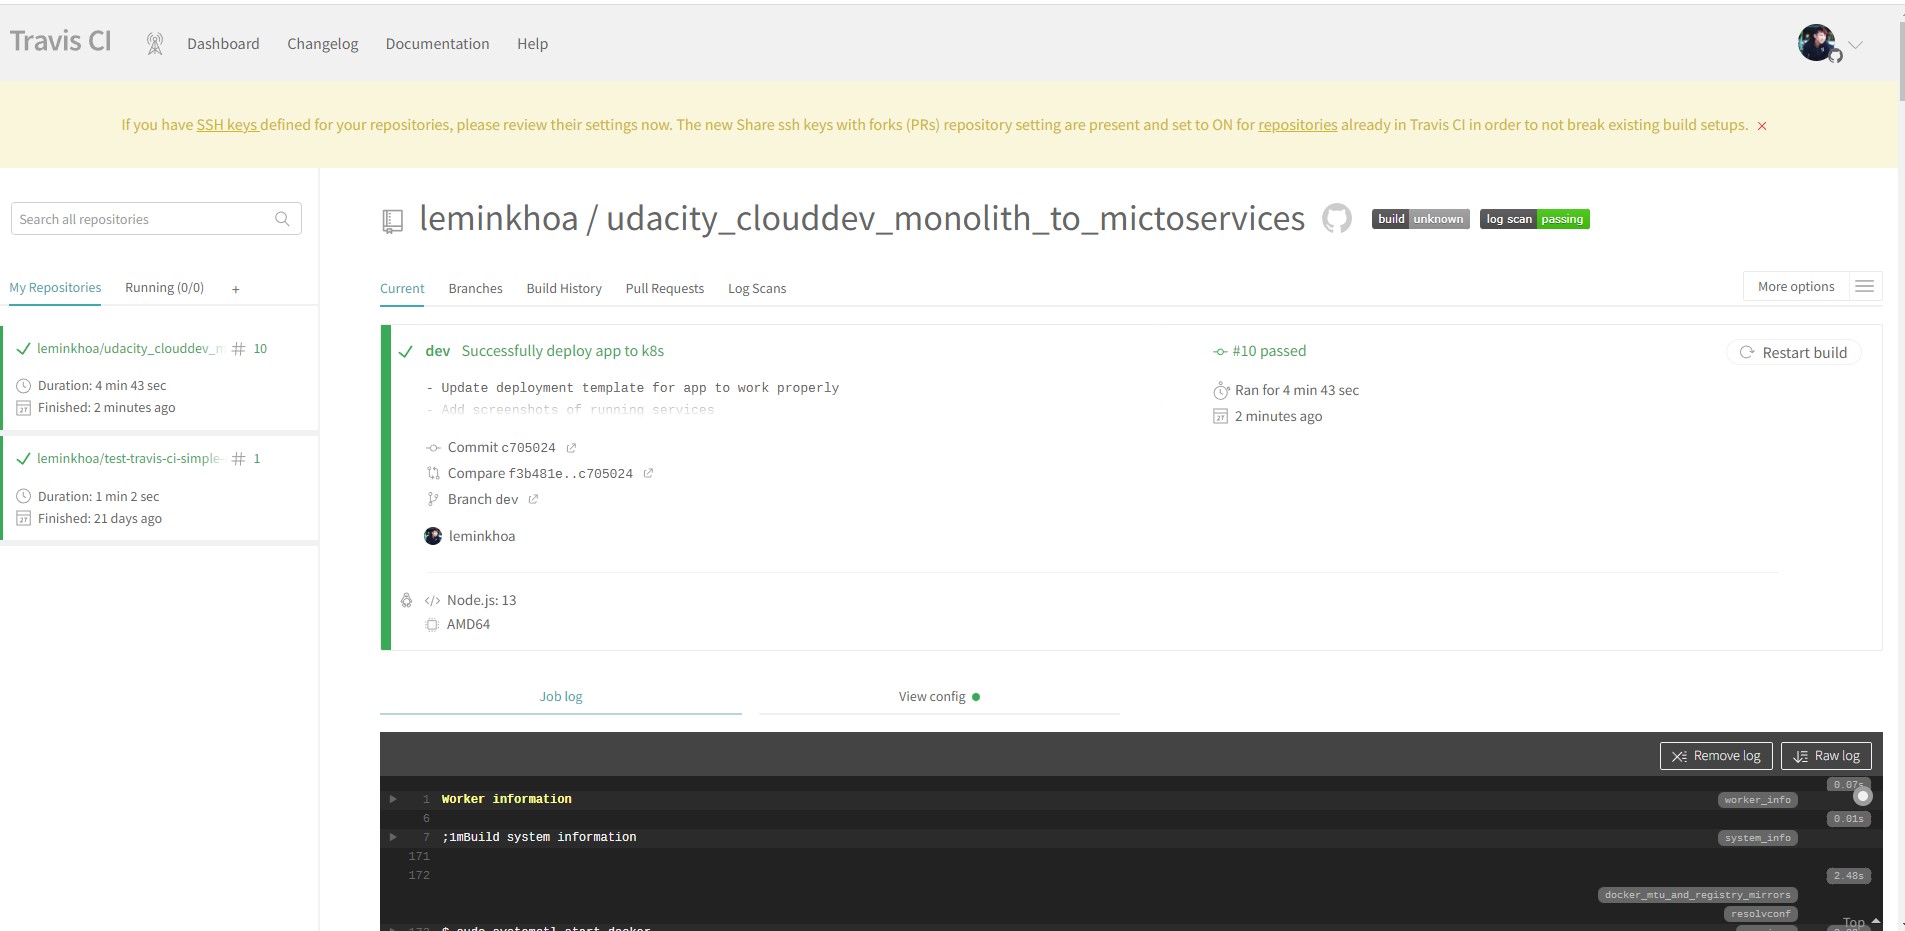 Travis CI
Dashboard
Changelog
Documentation
Help
If you have SSH keys defined for your repositories, please review their settings now. The new Share ssh keys with forks (PRs) repository setting are present and set to ON for repositories already in Travis CI in order to not break existing build setups. ×
Search all repositories
My Repositories
Running (0/0)
+
leminkhoa/udacity_clouddev_m
# 10
Duration: 4 min 43 sec
Finished: 2 minutes ago
leminkhoa/test-travis-ci-simple-
# 1
Duration: 1 min 2 sec
Finished: 21 days ago
leminkhoa / udacity_clouddev_monolith_to_mictoservices
build unknown
log scan passing
Current
Branches
Build History
Pull Requests
Log Scans
More options
dev Successfully deploy app to k8s
- Update deployment template for app to work properly
- Add screenshots of running services
Commit c705024
Compare f3b481e..c705024
Branch dev
leminkhoa
#10 passed
Ran for 4 min 43 sec
2 minutes ago
Restart build
Node.js: 13
AMD64
Job log
View config
Remove log
Raw log
0.07s
1 Worker information worker_info
6 0.01s
7 ;1mBuild system information system_info
171
172 2.48s
docker_mtu_and_registry_mirrors
resolvconf
Top
$ sudo systemctl start docker